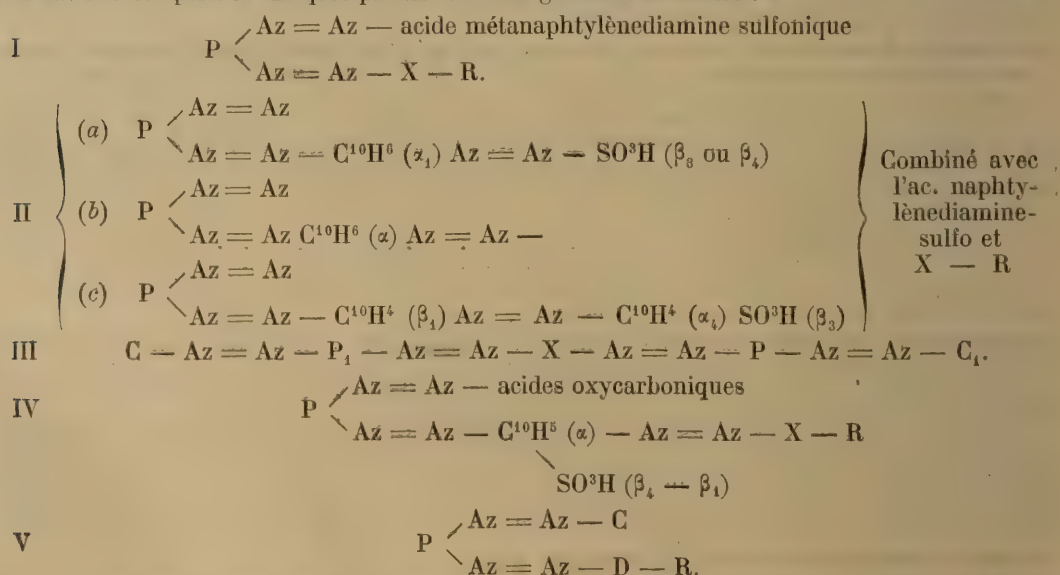 I
P
Az = Az — acide métanaphtylènediamine sulfonique
Az = Az — X — R.
II
(a) P
Az = Az
Az = Az — C¹⁰H⁶ (α₁) Az = Az — SO³H (β₃ ou β₄)
(b) P
Az = Az
Az = Az C¹⁰H⁶ (α) Az = Az —
(c) P
Az = Az
Az = Az — C¹⁰H⁴ (β₁) Az = Az — C¹⁰H⁴ (α₄) SO³H (β₃)
Combiné avec
l'ac. naphty-
lènediamine-
sulfo et
X — R
III C — Az = Az — P₁ — Az = Az — X — Az = Az — P — Az = Az — C₁.
IV
P
Az = Az — acides oxycarboniques
Az = Az — C¹⁰H⁵ (α) — Az = Az — X — R
SO³H (β₄ — β₁)
V
P
Az = Az — C
Az = Az — D — R.